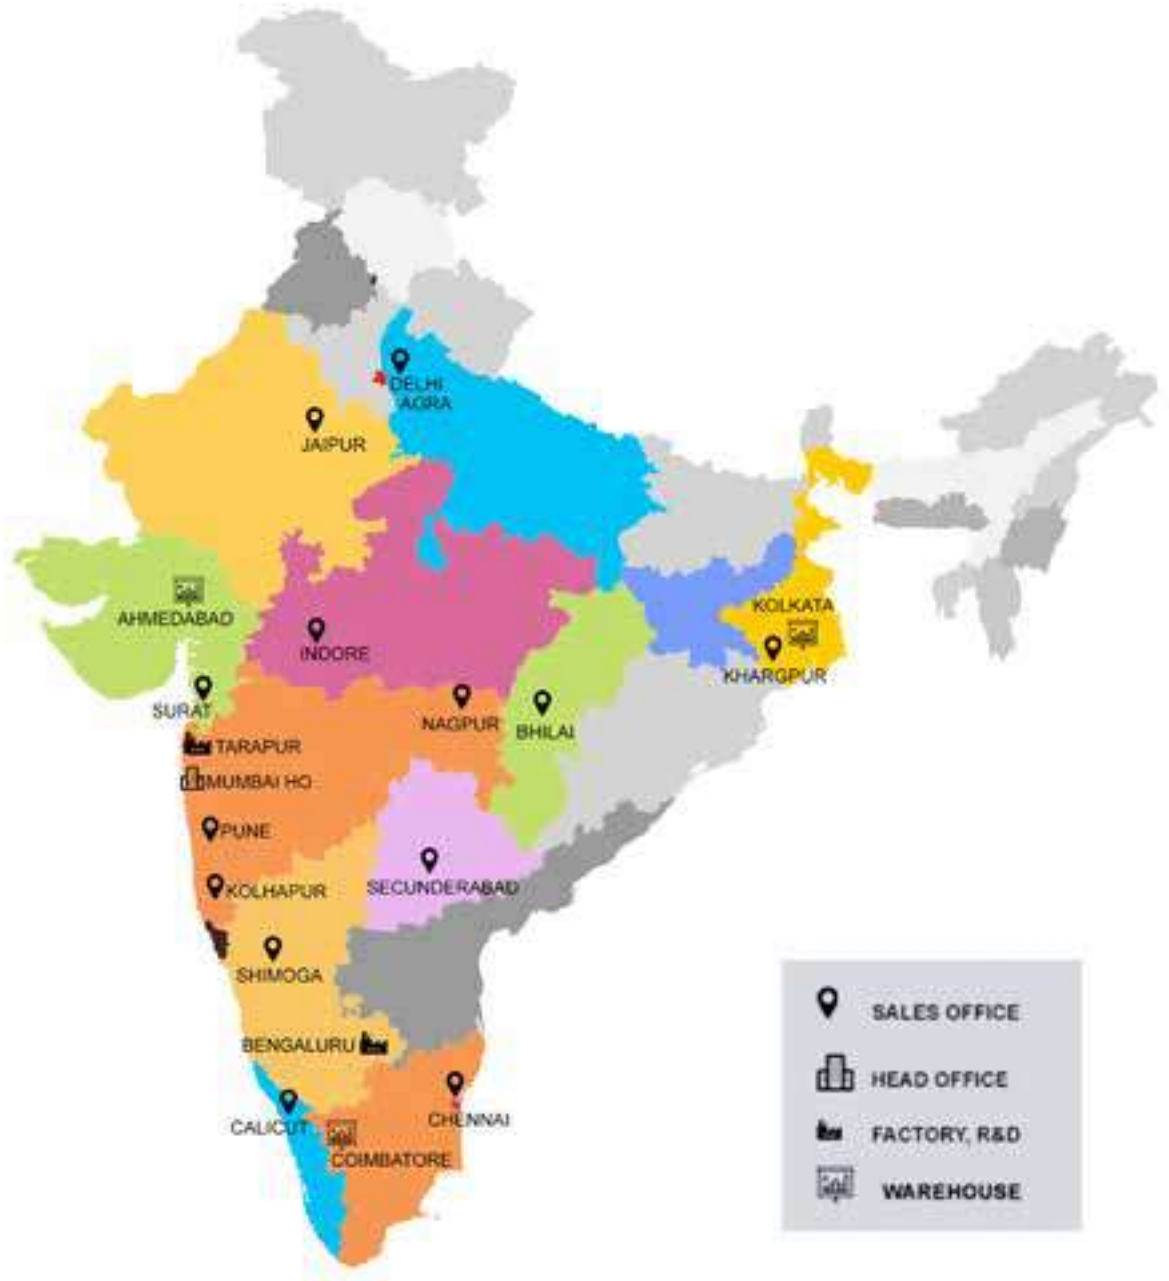 DELHI
AGRA
JAIPUR
AHMEDABAD
KOLKATA
INDORE
KHARGPUR
SURAT
NAGPUR
BHILAI
TARAPUR
MUMBAI HO
PUNE
KOLHAPUR
SECUNDERABAD
SHIMOGA
BENGALURU
CALICUT
CHENNAI
COIMBATORE
SALES OFFICE
HEAD OFFICE
FACTORY, R&D
WAREHOUSE